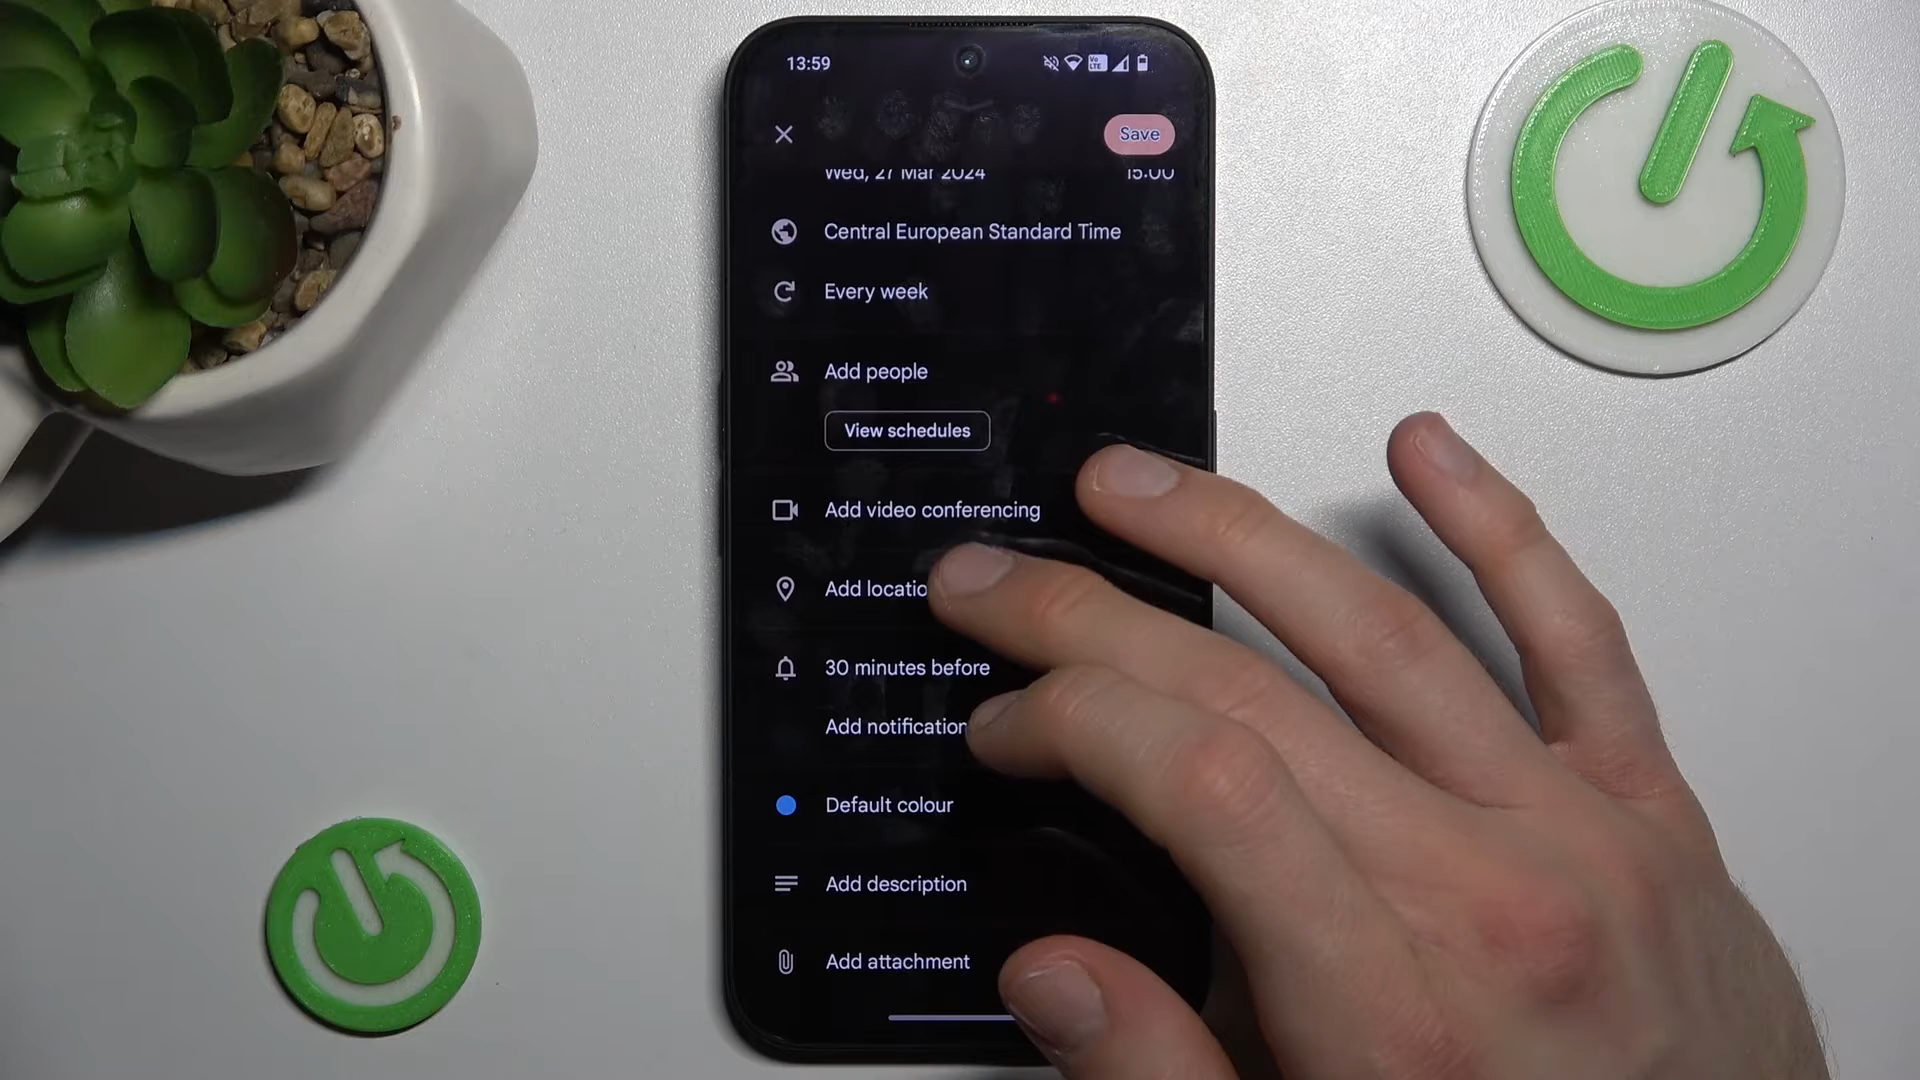 13:59
Save
Wed, 27 Mar 2024 15:00
Central European Standard Time
Every week
Add people
View schedules
Add video conferencing
Add locatio
30 minutes before
Add notification
Default colour
Add description
Add attachment